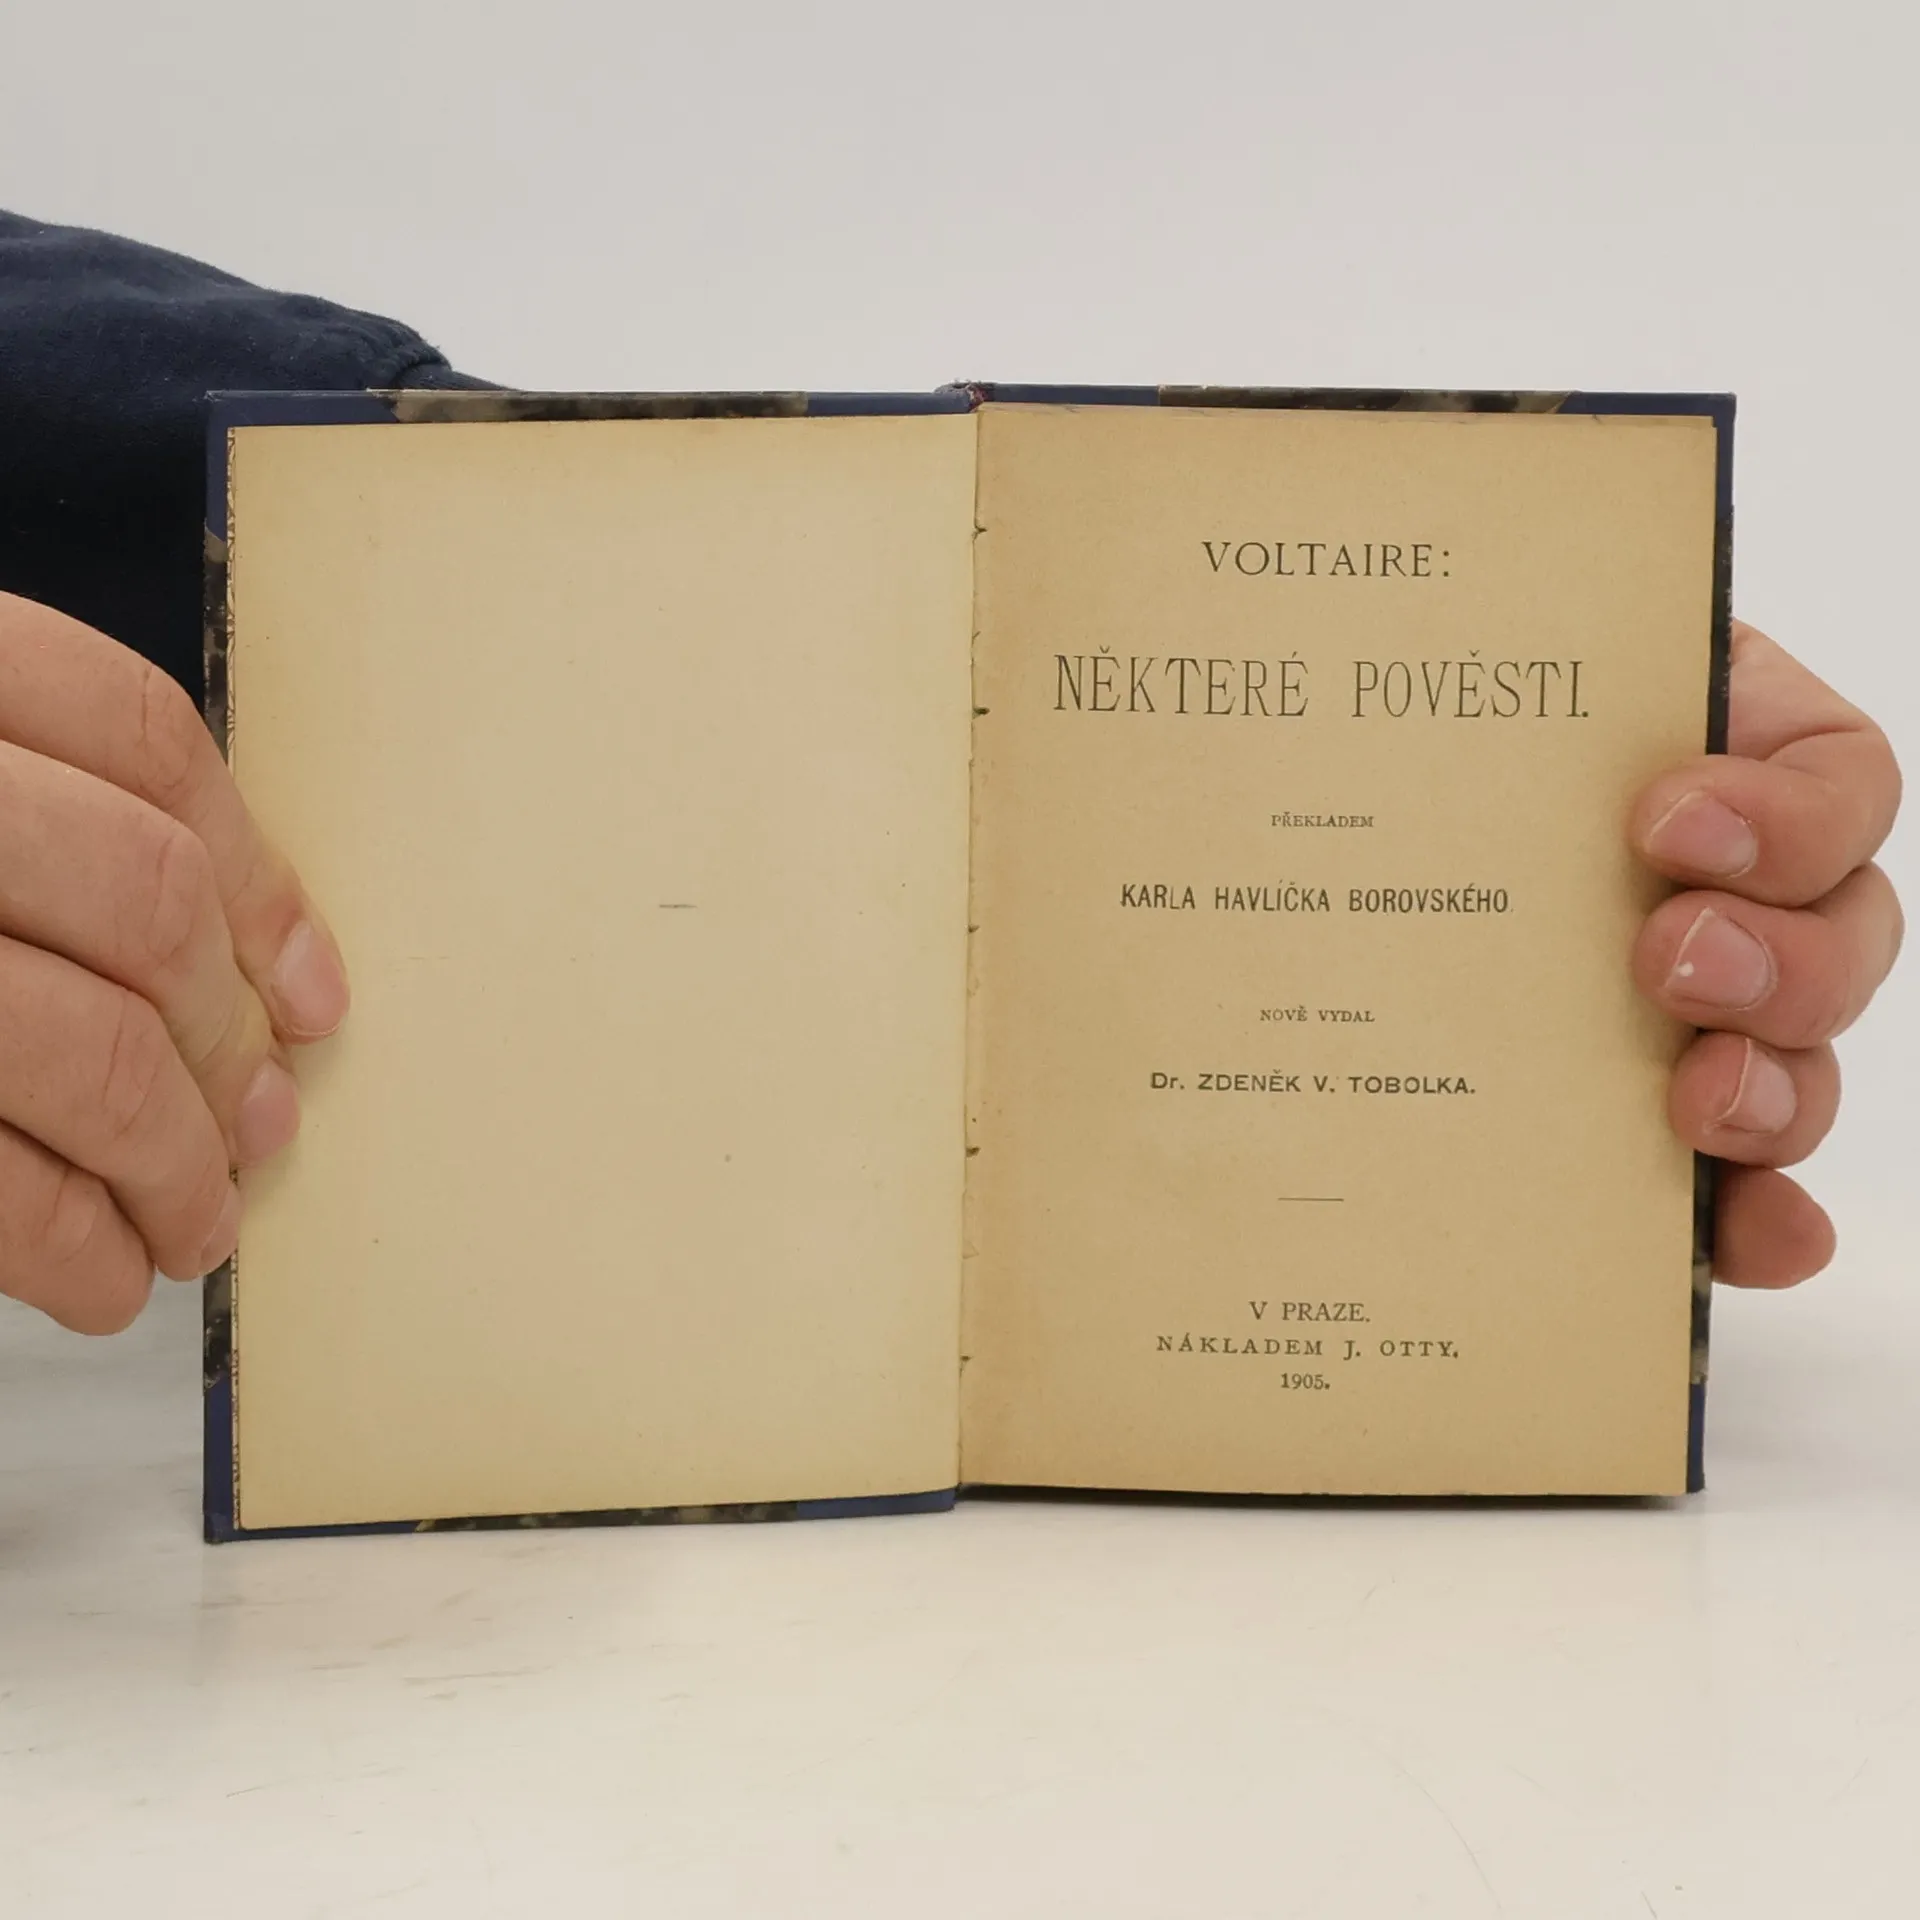 VOLTAIRE:
NĚKTERÉ POVĚSTI.
PŘEKLADEM
KARLA HAVLÍČKA BOROVSKÉHO.
NOVĚ VYDAL
Dr. ZDENĚK V. TOBOLKA.
V PRAZE.
NÁKLADEM J. OTTY.
1905.